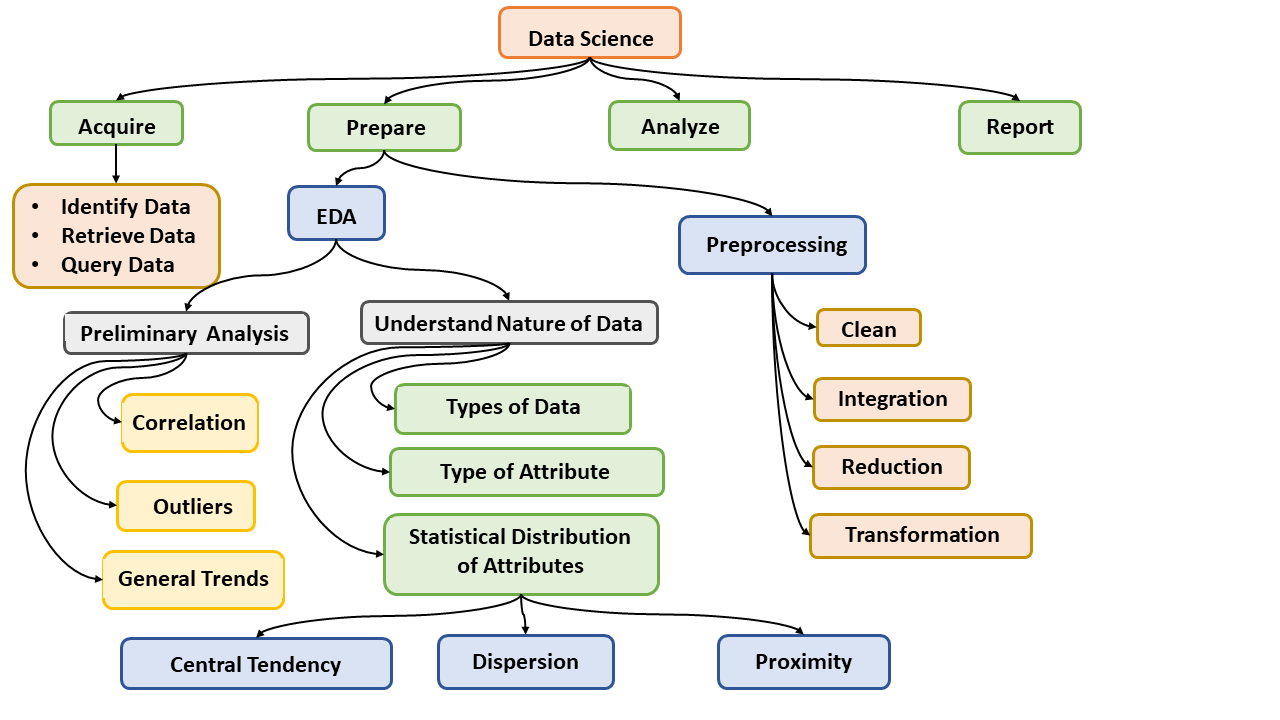 Data Science
Acquire
Prepare
Analyze
Report
• Identify Data
• Retrieve Data
• Query Data
EDA
Preprocessing
Preliminary Analysis
Understand Nature of Data
Clean
Correlation
Types of Data
Integration
Type of Attribute
Reduction
Outliers
Statistical Distribution
of Attributes
Transformation
General Trends
Central Tendency
Dispersion
Proximity